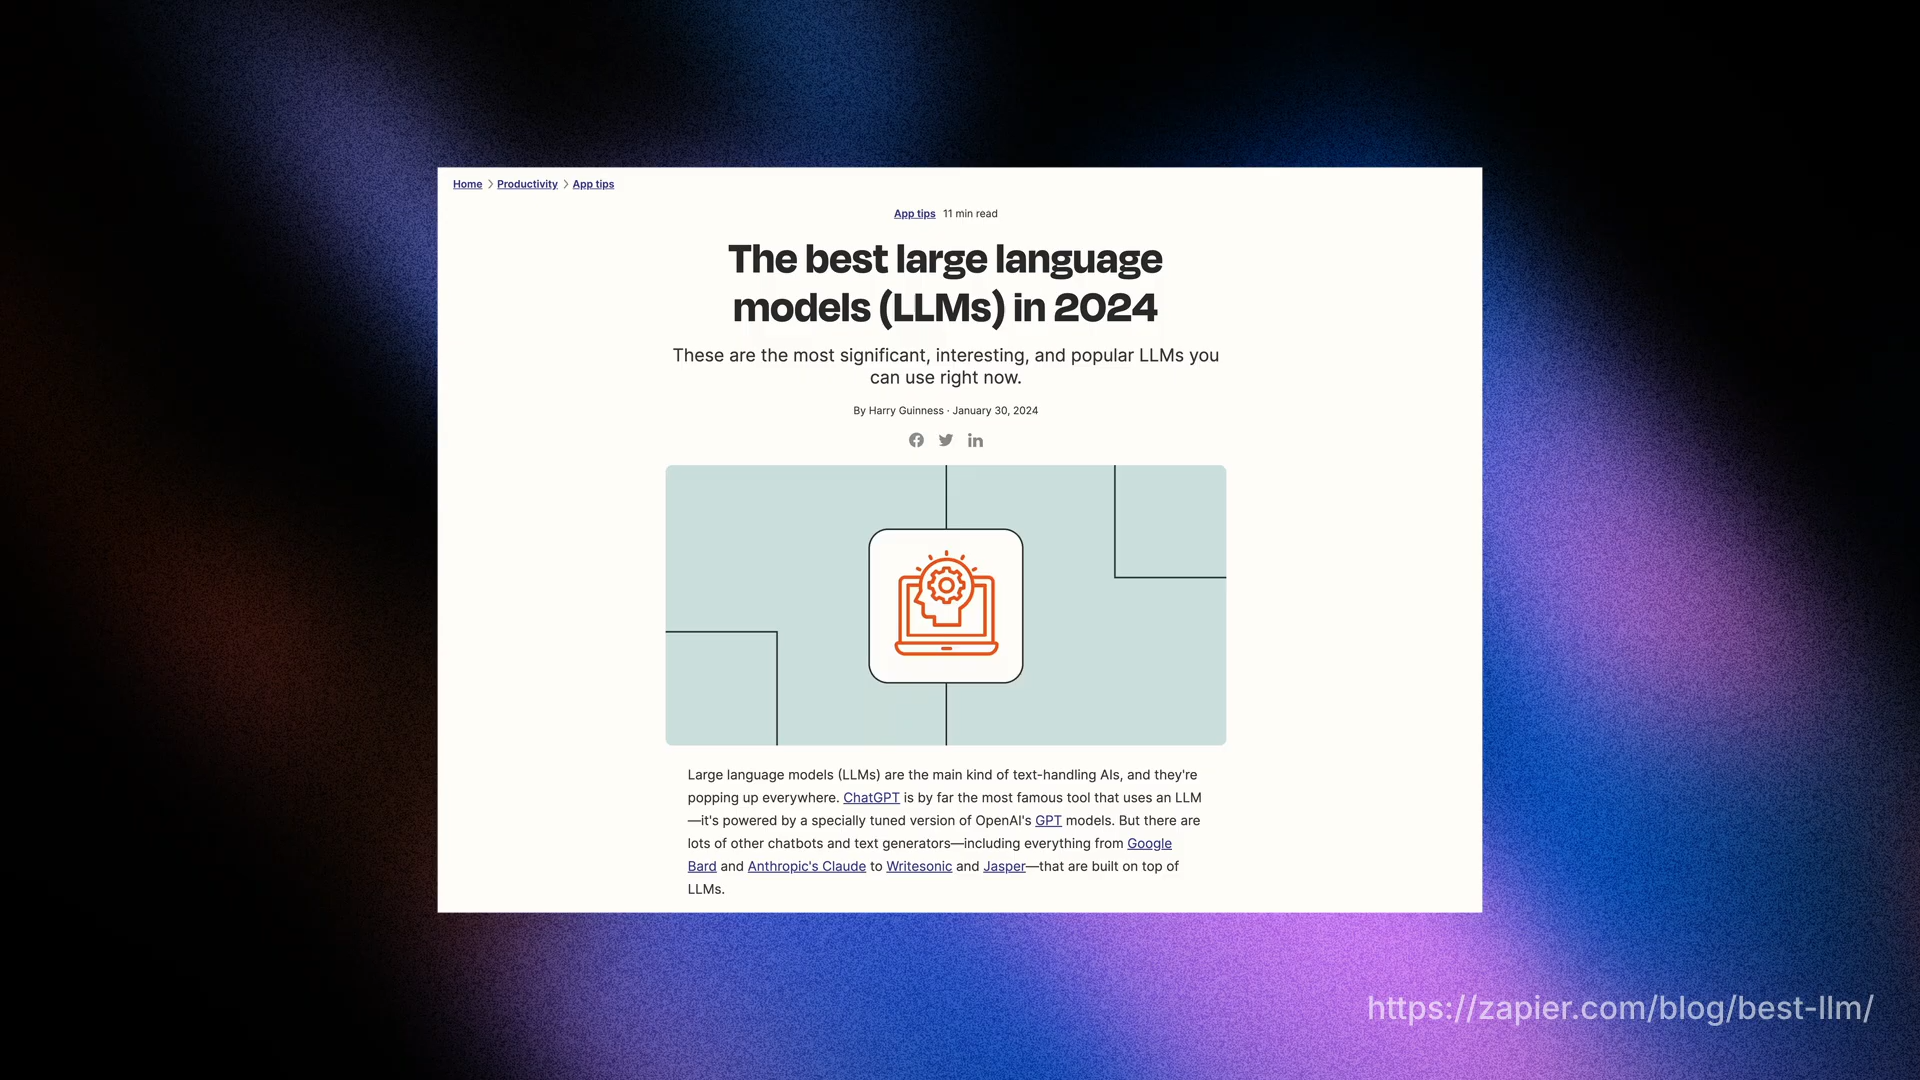 Home > Productivity > App tips
App tips 11 min read
The best large language
models (LLMs) in 2024
These are the most significant, interesting, and popular LLMs you
can use right now.
By Harry Guinness · January 30, 2024
Large language models (LLMs) are the main kind of text-handling AIs, and they're
popping up everywhere. ChatGPT is by far the most famous tool that uses an LLM
—it's powered by a specially tuned version of OpenAI's GPT models. But there are
lots of other chatbots and text generators—including everything from Google
Bard and Anthropic's Claude to Writesonic and Jasper—that are built on top of
LLMs.
https://zapier.com/blog/best-llm/